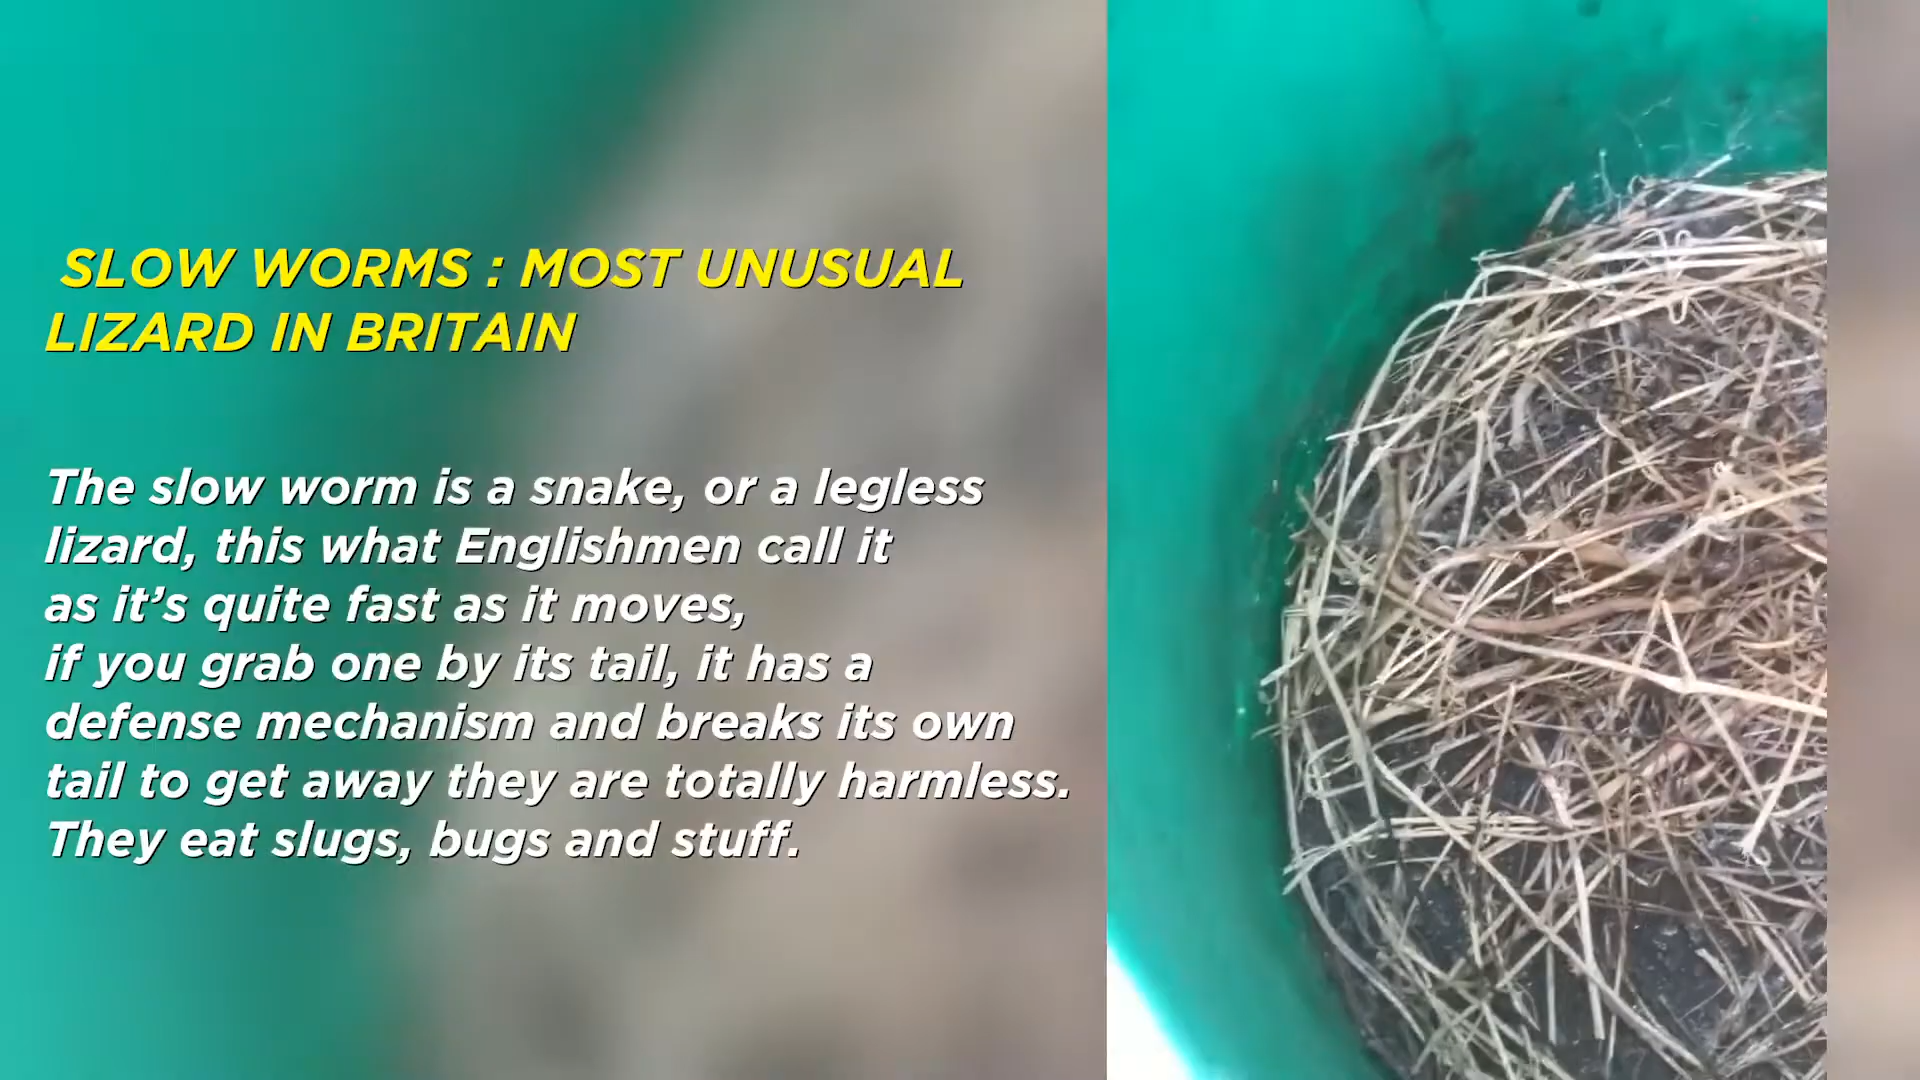 SLOW WORMS : MOST UNUSUAL
LIZARD IN BRITAIN
The slow worm is a snake, or a legless
lizard, this what Englishmen call it
as it’s quite fast as it moves,
if you grab one by its tail, it has a
defense mechanism and breaks its own
tail to get away they are totally harmless.
They eat slugs, bugs and stuff.